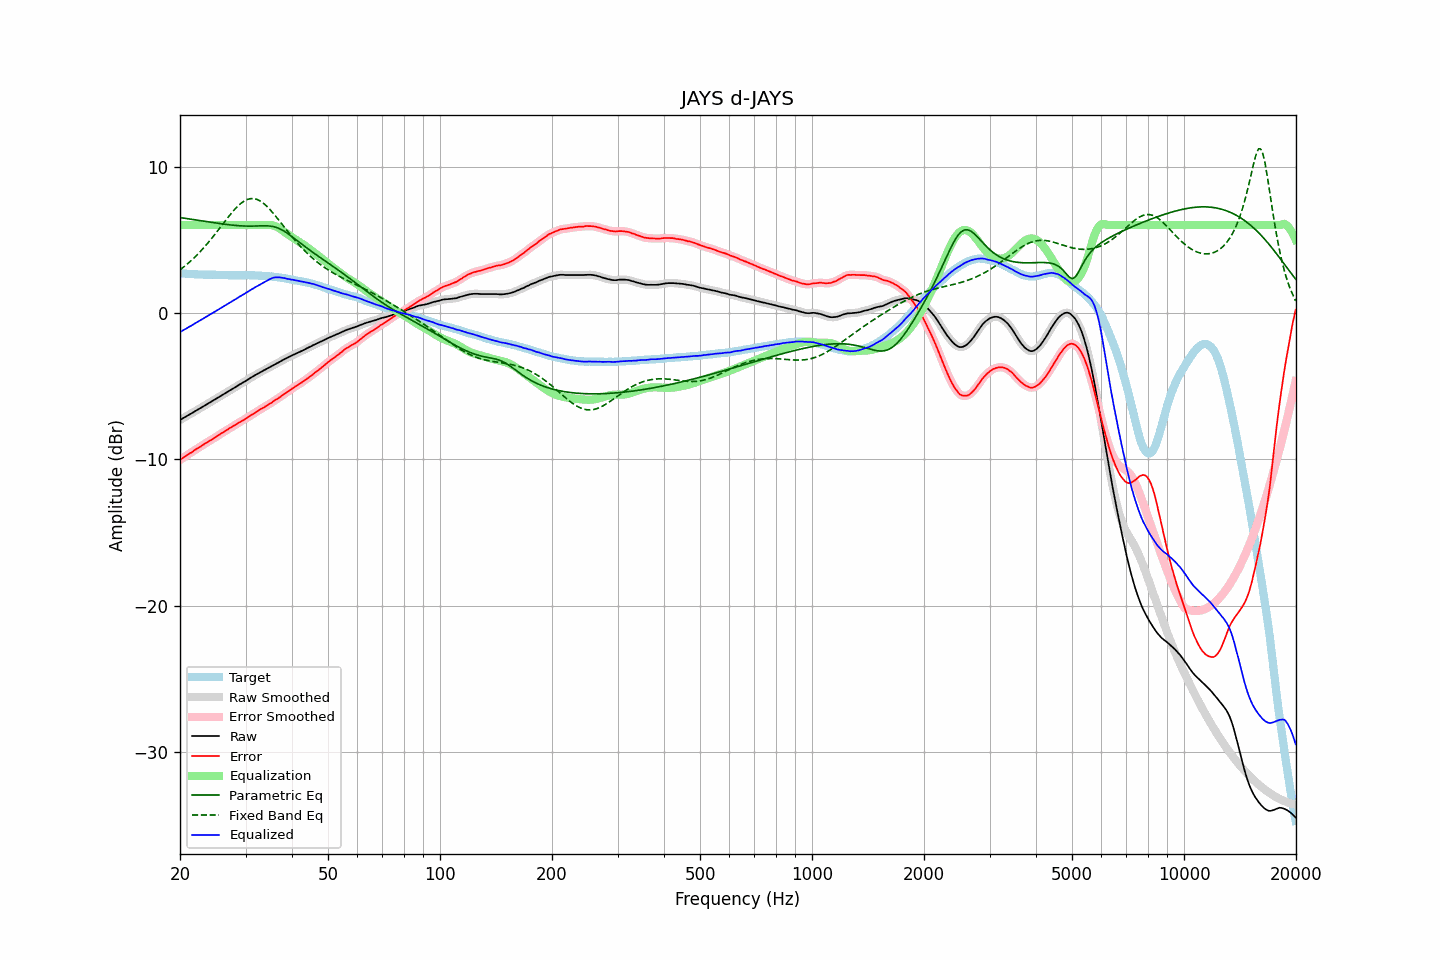 JAYS d-JAYS
10
0
−10
−20
−30
Amplitude (dBr)
Target
Raw Smoothed
Error Smoothed
Raw
Error
Equalization
Parametric Eq
Fixed Band Eq
Equalized
20 50 100 200 500 1000 2000 5000 10000 20000
Frequency (Hz)